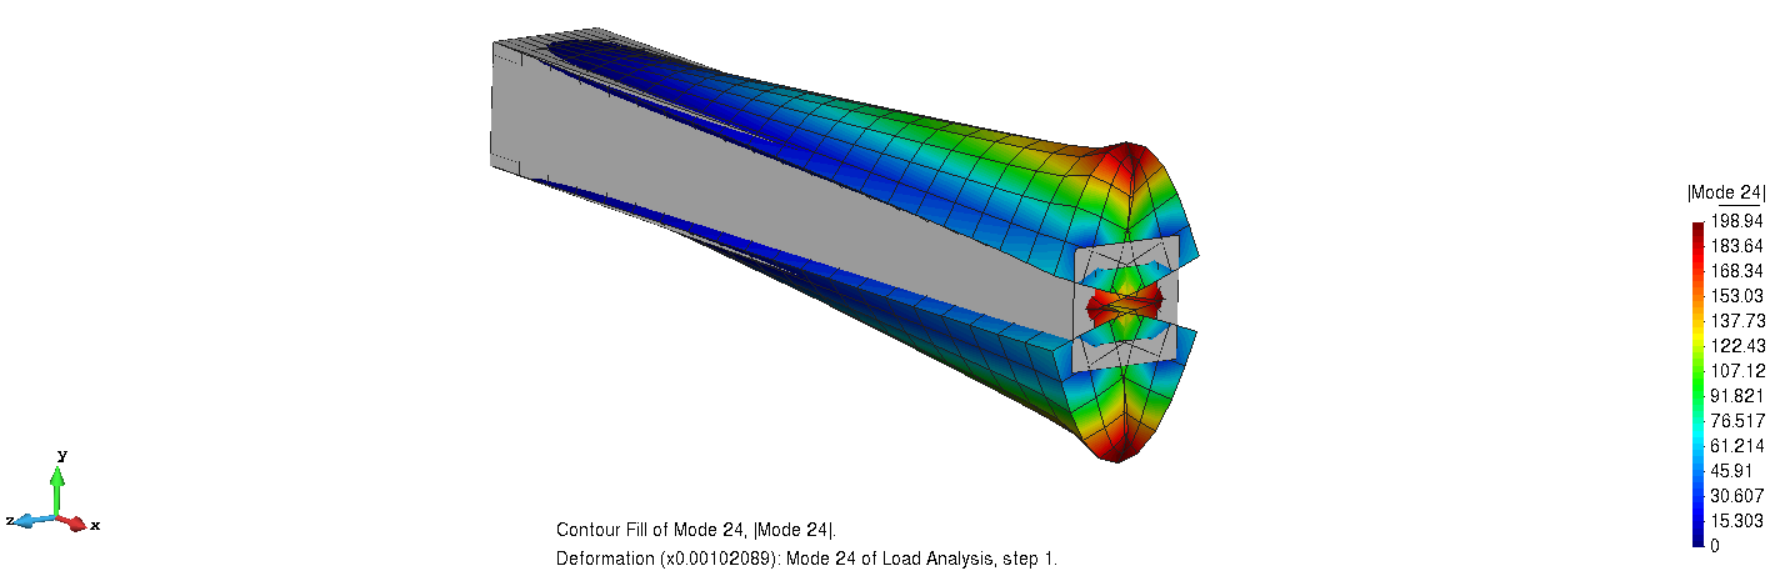 |Mode 24|
198.94
183.64
168.34
153.03
137.73
122.43
107.12
91.821
76.517
61.214
45.91
30.607
15.303
0
y
z
x
Contour Fill of Mode 24, |Mode 24|.
Deformation (x0.00102089): Mode 24 of Load Analysis, step 1.